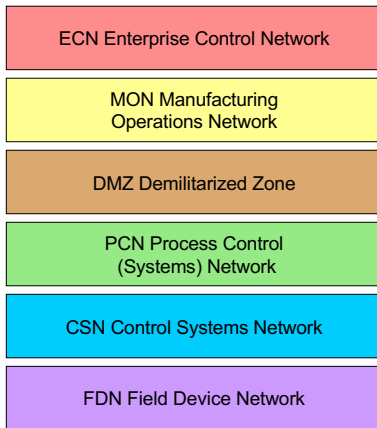 ECN Enterprise Control Network
MON Manufacturing
Operations Network
DMZ Demilitarized Zone
PCN Process Control
(Systems) Network
CSN Control Systems Network
FDN Field Device Network